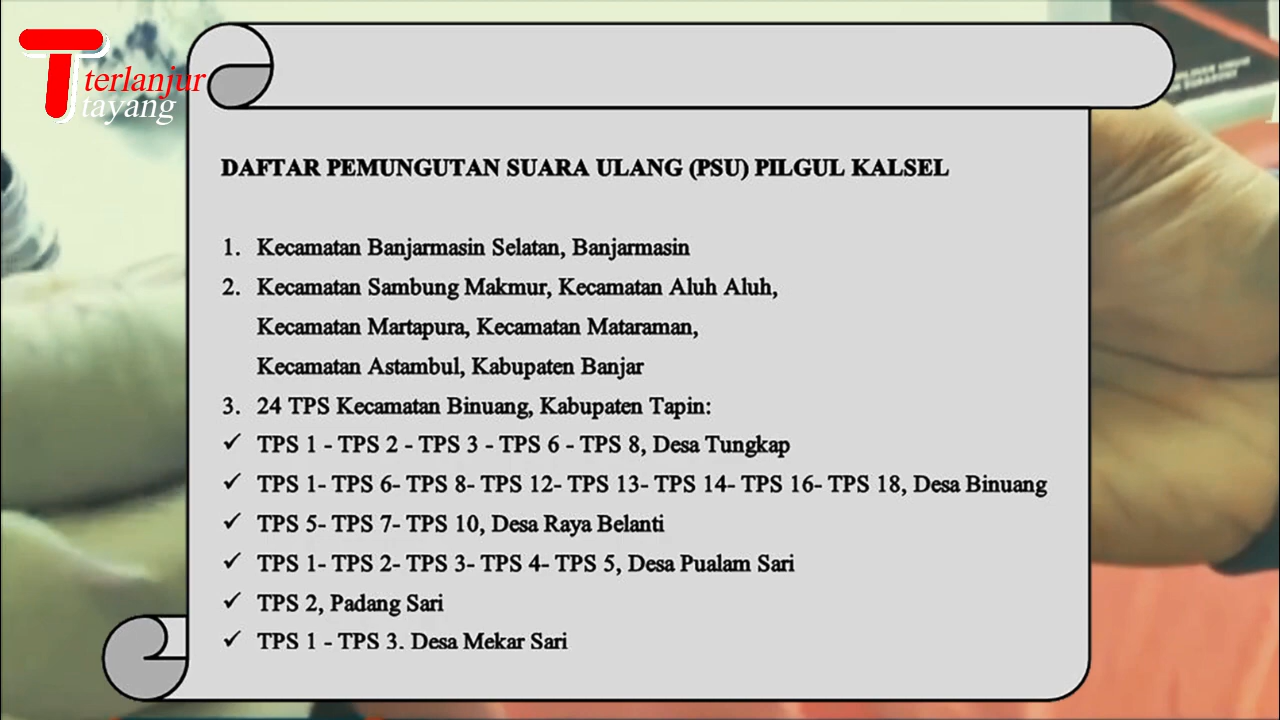 terlanjur
tayang
DAFTAR PEMUNGUTAN SUARA ULANG (PSU) PILGUL KALSEL
1. Kecamatan Banjarmasin Selatan, Banjarmasin
2. Kecamatan Sambung Makmur, Kecamatan Aluh Aluh,
Kecamatan Martapura, Kecamatan Mataraman,
Kecamatan Astambul, Kabupaten Banjar
3. 24 TPS Kecamatan Binuang, Kabupaten Tapin:
✓ TPS 1 - TPS 2 - TPS 3 - TPS 6 - TPS 8, Desa Tungkap
✓ TPS 1- TPS 6- TPS 8- TPS 12- TPS 13- TPS 14- TPS 16- TPS 18, Desa Binuang
✓ TPS 5- TPS 7- TPS 10, Desa Raya Belanti
✓ TPS 1- TPS 2- TPS 3- TPS 4- TPS 5, Desa Pualam Sari
✓ TPS 2, Padang Sari
✓ TPS 1 - TPS 3. Desa Mekar Sari